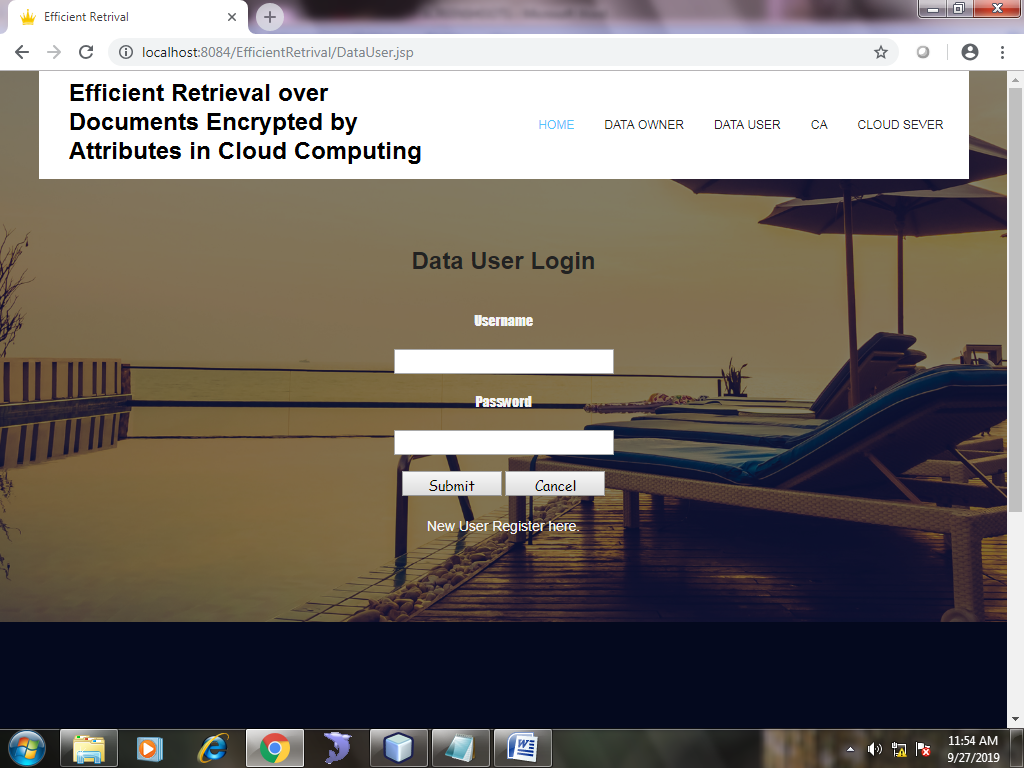 Efficient Retrival
localhost:8084/EfficientRetrival/DataUser.jsp
Efficient Retrieval over
Documents Encrypted by
Attributes in Cloud Computing
HOME DATA OWNER DATA USER CA CLOUD SEVER
Data User Login
Username
Password
Submit Cancel
New User Register here.
11:54 AM
9/27/2019